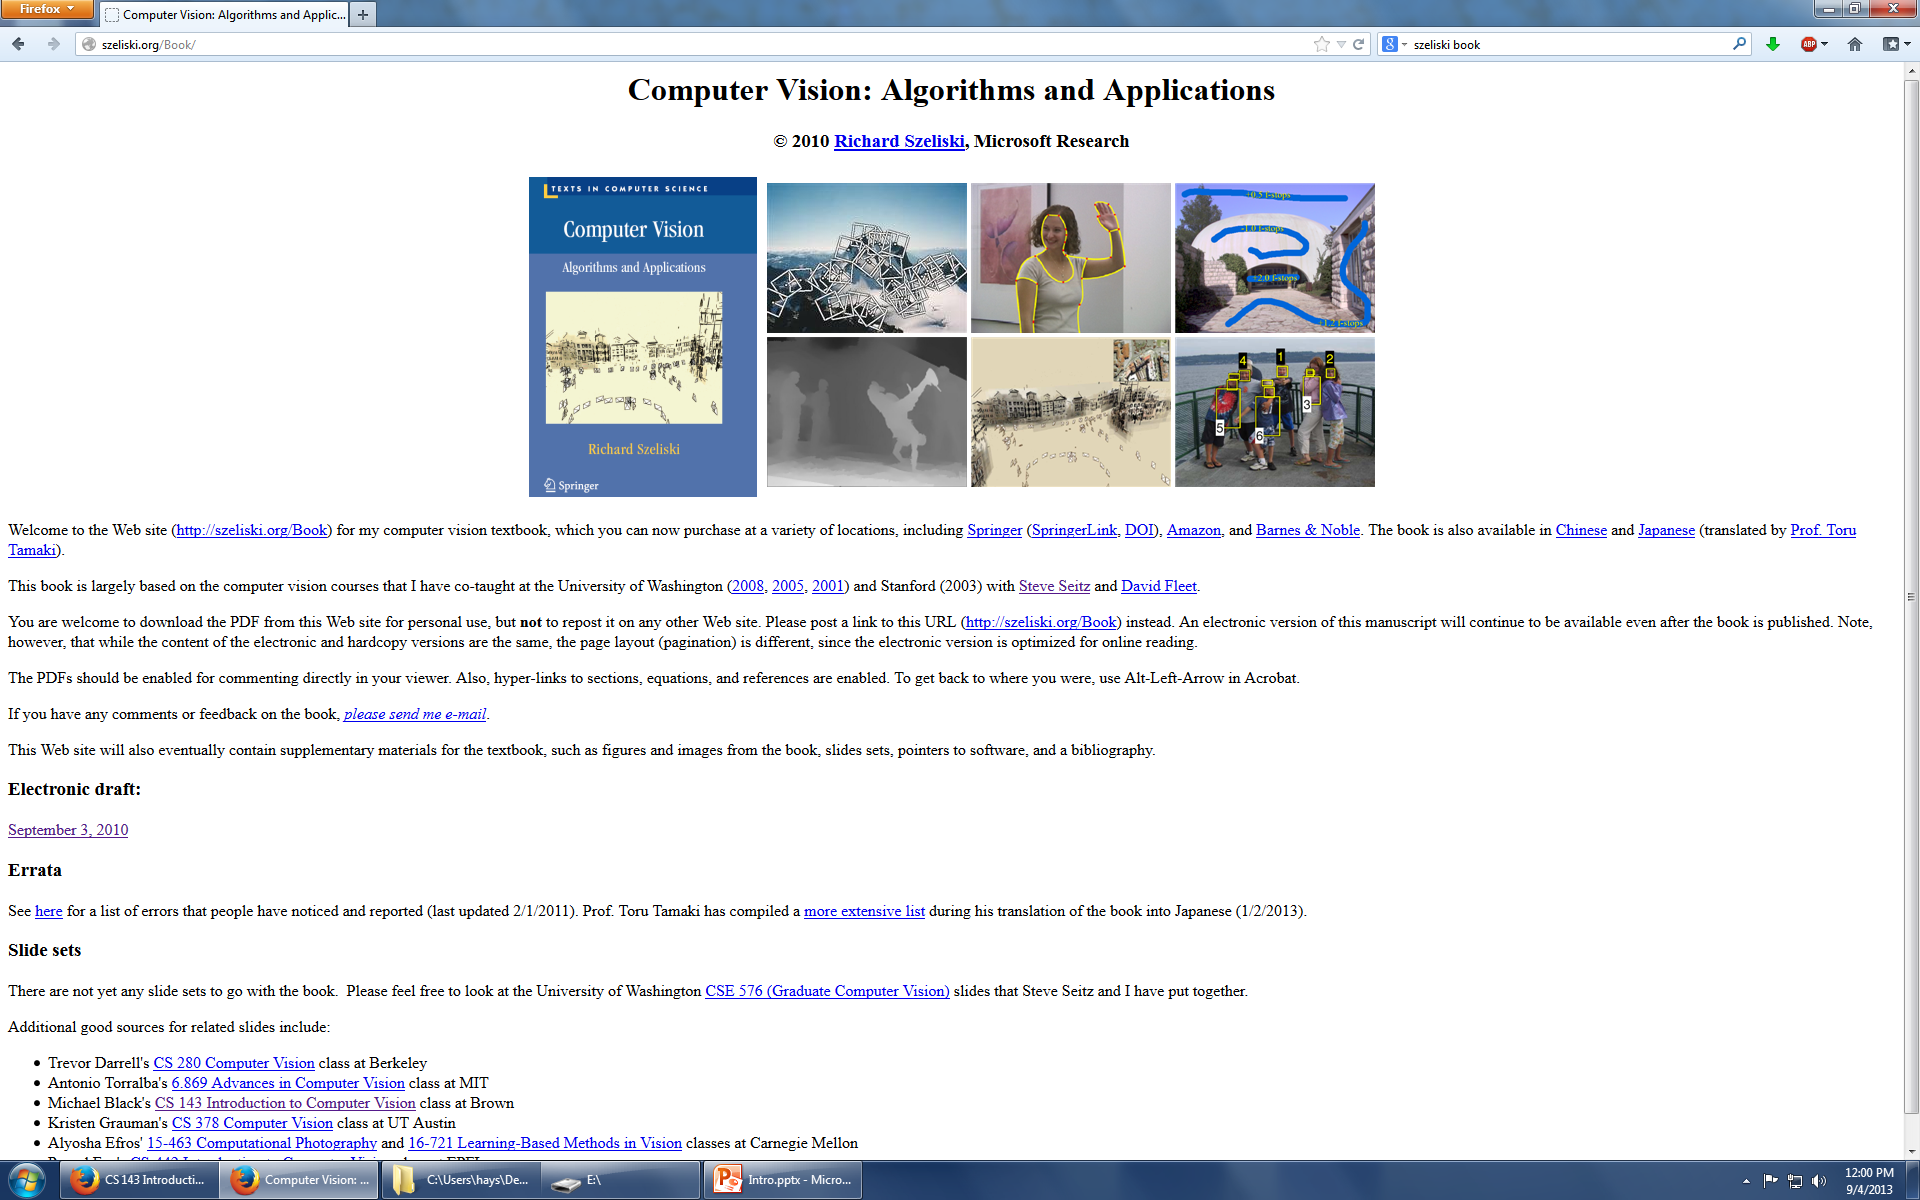 Firefox
Computer Vision: Algorithms and Applic...
szeliski.org/Book/
szeliski book
Computer Vision: Algorithms and Applications
© 2010 Richard Szeliski, Microsoft Research
TEXTS IN COMPUTER SCIENCE
Computer Vision
Algorithms and Applications
Richard Szeliski
Springer
+0.5 f-stops
-1.0 f-stops
+2.0 f-stops
4 1 2
3
5 6
Welcome to the Web site (http://szeliski.org/Book) for my computer vision textbook, which you can now purchase at a variety of locations, including Springer (SpringerLink, DOI), Amazon, and Barnes & Noble. The book is also available in Chinese and Japanese (translated by Prof. Toru
Tamaki).
This book is largely based on the computer vision courses that I have co-taught at the University of Washington (2008, 2005, 2001) and Stanford (2003) with Steve Seitz and David Fleet.
You are welcome to download the PDF from this Web site for personal use, but not to repost it on any other Web site. Please post a link to this URL (http://szeliski.org/Book) instead. An electronic version of this manuscript will continue to be available even after the book is published. Note,
however, that while the content of the electronic and hardcopy versions are the same, the page layout (pagination) is different, since the electronic version is optimized for online reading.
The PDFs should be enabled for commenting directly in your viewer. Also, hyper-links to sections, equations, and references are enabled. To get back to where you were, use Alt-Left-Arrow in Acrobat.
If you have any comments or feedback on the book, please send me e-mail.
This Web site will also eventually contain supplementary materials for the textbook, such as figures and images from the book, slides sets, pointers to software, and a bibliography.
Electronic draft:
September 3, 2010
Errata
See here for a list of errors that people have noticed and reported (last updated 2/1/2011). Prof. Toru Tamaki has compiled a more extensive list during his translation of the book into Japanese (1/2/2013).
Slide sets
There are not yet any slide sets to go with the book. Please feel free to look at the University of Washington CSE 576 (Graduate Computer Vision) slides that Steve Seitz and I have put together.
Additional good sources for related slides include:
• Trevor Darrell's CS 280 Computer Vision class at Berkeley
• Antonio Torralba's 6.869 Advances in Computer Vision class at MIT
• Michael Black's CS 143 Introduction to Computer Vision class at Brown
• Kristen Grauman's CS 378 Computer Vision class at UT Austin
• Alyosha Efros' 15-463 Computational Photography and 16-721 Learning-Based Methods in Vision classes at Carnegie Mellon
CS 143 Introducti...
Computer Vision: ...
C:\Users\hays\De...
E:\
Intro.pptx - Micro...
12:00 PM
9/4/2013